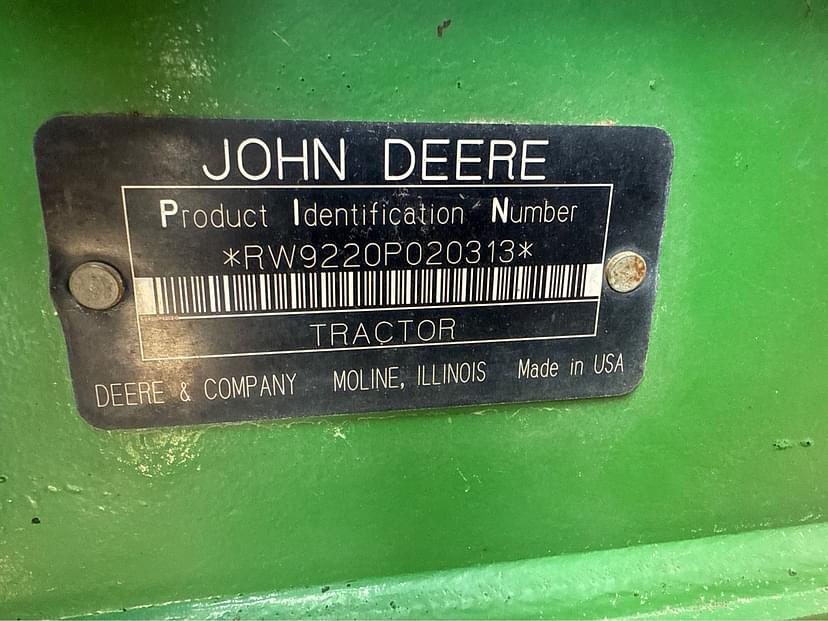 JOHN DEERE
Product Identification Number
*RW9220P020313*
TRACTOR
DEERE & COMPANY MOLINE, ILLINOIS Made in USA